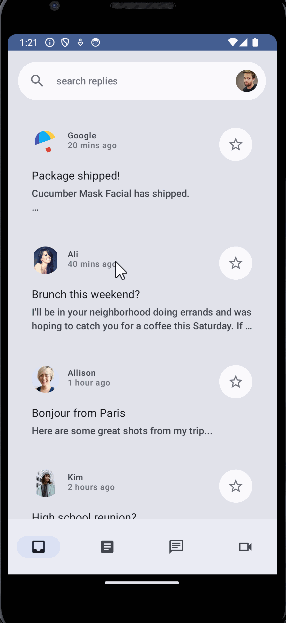 1:21
search replies
Google
20 mins ago
Package shipped!
Cucumber Mask Facial has shipped.
...
Ali
40 mins ago
Brunch this weekend?
I'll be in your neighborhood doing errands and was
hoping to catch you for a coffee this Saturday. If ...
Allison
1 hour ago
Bonjour from Paris
Here are some great shots from my trip...
Kim
2 hours ago
High school reunion?